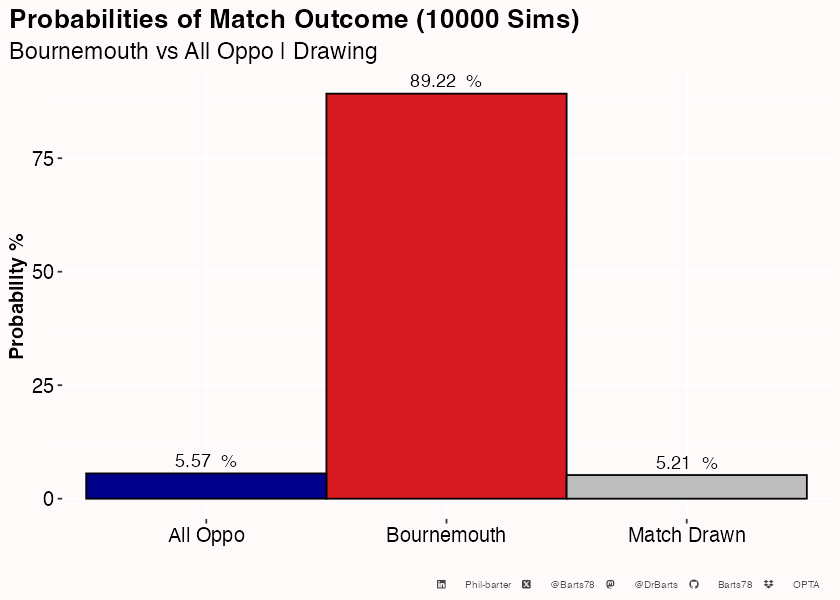 Probabilities of Match Outcome (10000 Sims)
Bournemouth vs All Oppo | Drawing
89.22 %
75
Probability %
50
25
5.57 %
5.21 %
0
All Oppo Bournemouth Match Drawn
Phil-barter @Barts78 @DrBarts Barts78 OPTA